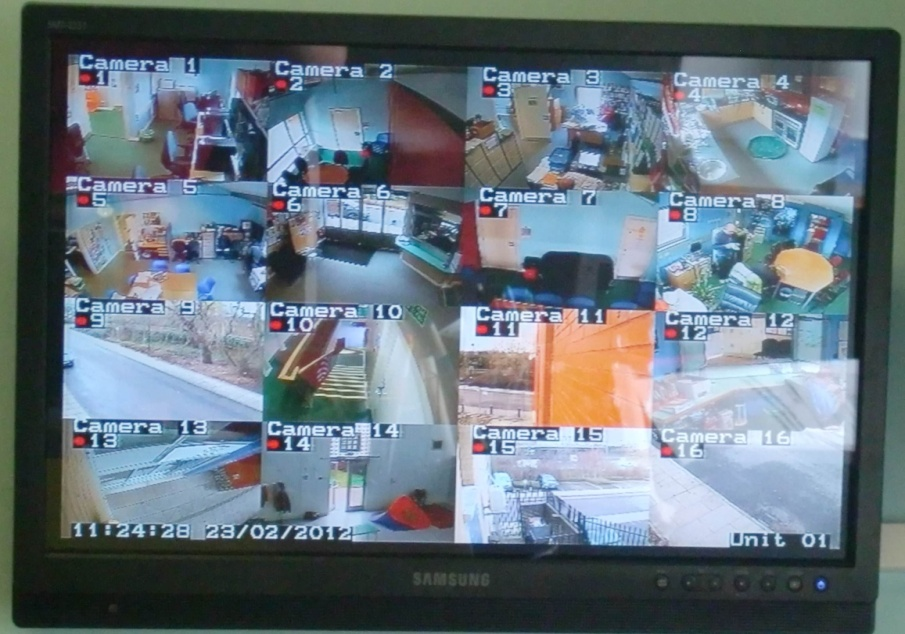 Camera 1
1
Camera 2
2
Camera 3
3
Camera 4
4
Camera 5
5
Camera 6
6
Camera 7
7
Camera 8
8
Camera 9
9
Camera 10
10
Camera 11
11
Camera 12
12
Camera 13
13
Camera 14
14
Camera 15
15
Camera 16
16
11:24:28 23/02/2012
Unit 01
SAMSUNG